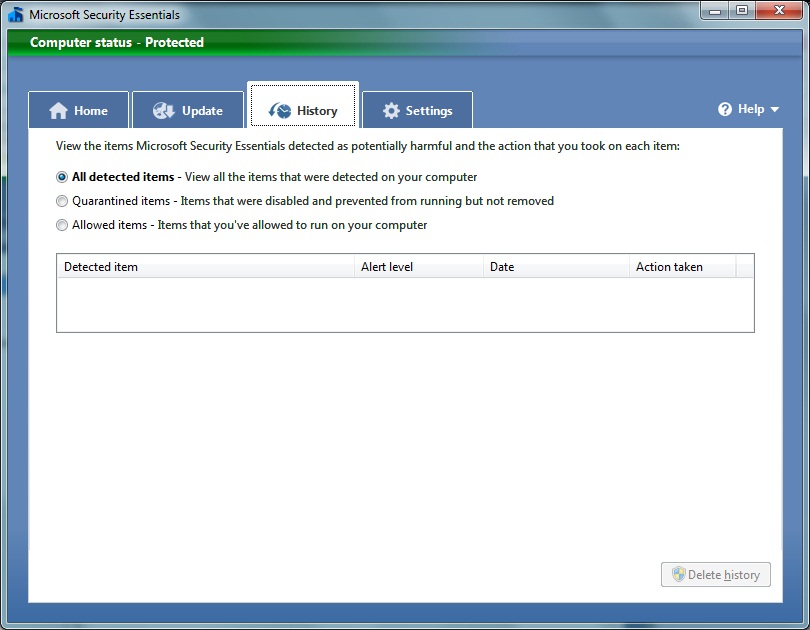 Microsoft Security Essentials
Computer status - Protected
Home
Update
History
Settings
Help
View the items Microsoft Security Essentials detected as potentially harmful and the action that you took on each item:
All detected items - View all the items that were detected on your computer
Quarantined items - Items that were disabled and prevented from running but not removed
Allowed items - Items that you've allowed to run on your computer
Detected item Alert level Date Action taken
Delete history